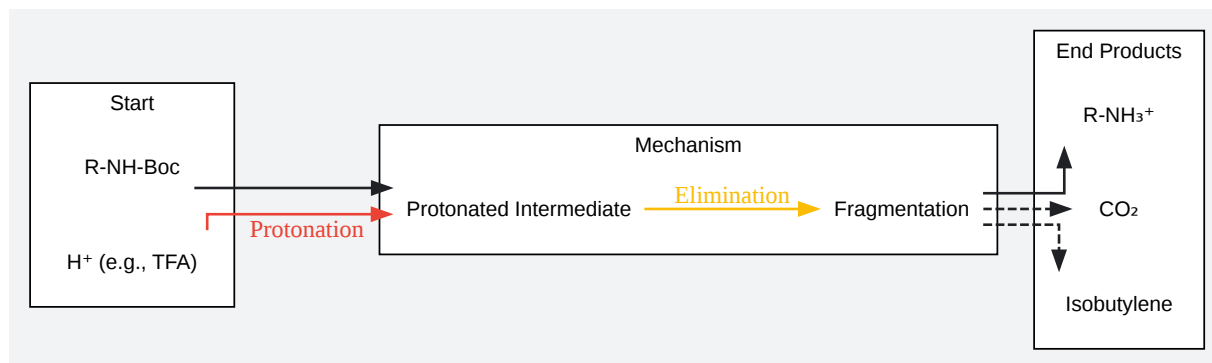 Start
R-NH-Boc
H⁺ (e.g., TFA)
Protonation
Mechanism
Protonated Intermediate
Elimination
Fragmentation
End Products
R-NH₃⁺
CO₂
Isobutylene